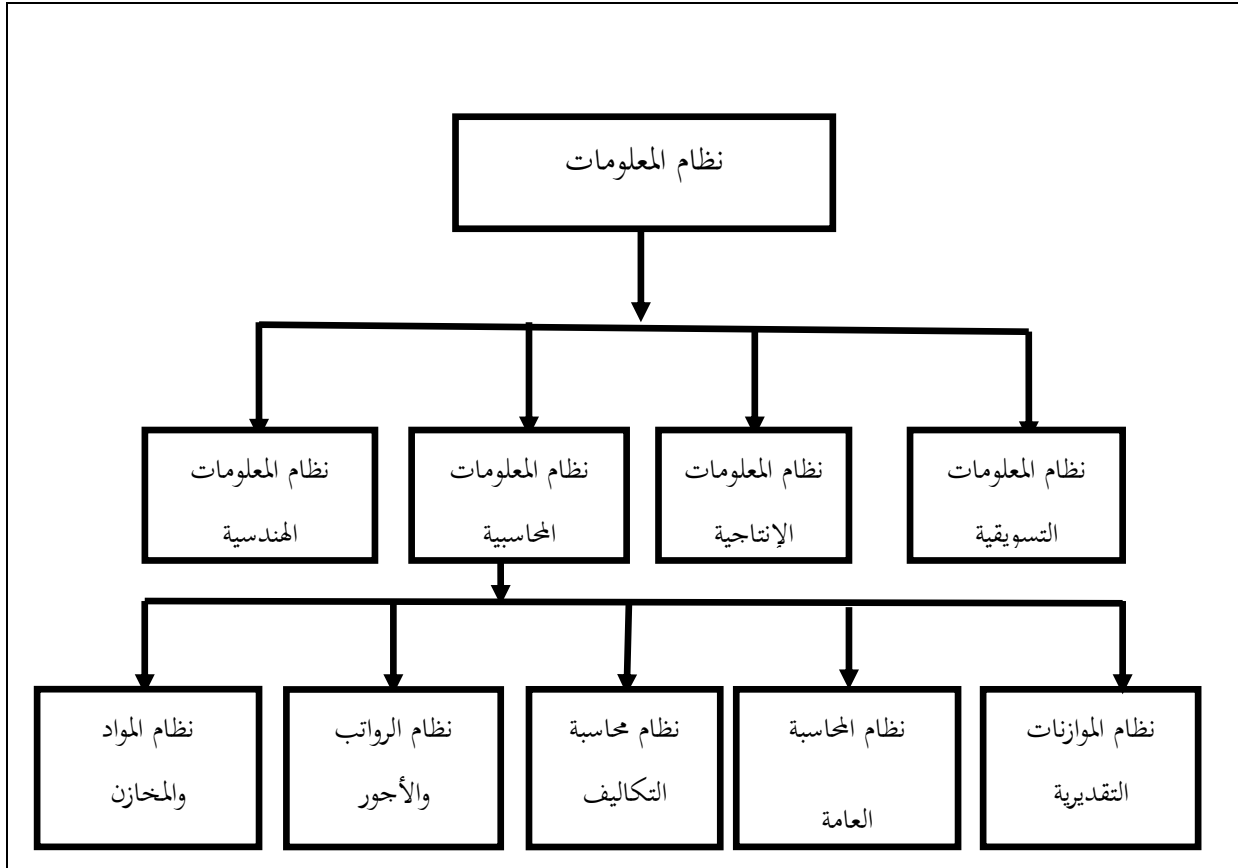 نظام المعلومات
نظام المعلومات
التسويقية
نظام المعلومات
الإنتاجية
نظام المعلومات
المحاسبية
نظام المعلومات
الهندسية
نظام الموازنات
التقديرية
نظام المحاسبة
العامة
نظام محاسبة
التكاليف
نظام الرواتب
والأجور
نظام المواد
والمخازن